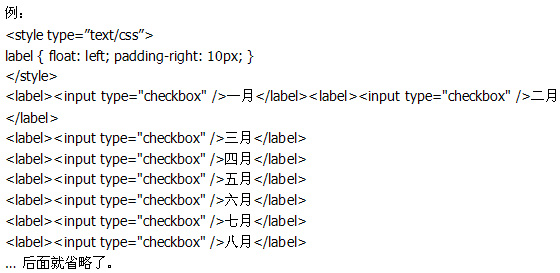 例：
<style type=”text/css”>
label { float: left; padding-right: 10px; }
</style>
<label><input type="checkbox" />一月</label><label><input type="checkbox" />二月
</label>
<label><input type="checkbox" />三月</label>
<label><input type="checkbox" />四月</label>
<label><input type="checkbox" />五月</label>
<label><input type="checkbox" />六月</label>
<label><input type="checkbox" />七月</label>
<label><input type="checkbox" />八月</label>
... 后面就省略了。